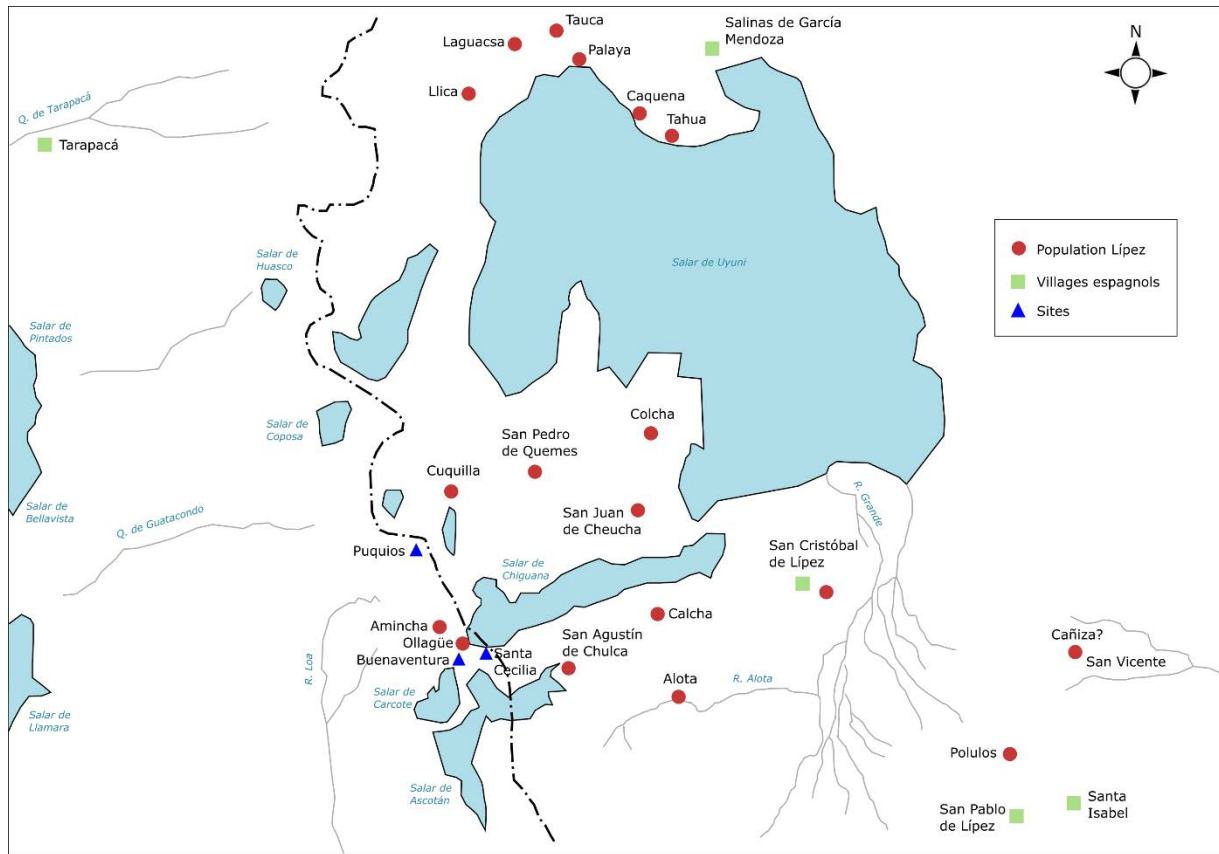 Tauca
Laguacsa
Palaya
Salinas de García
Mendoza
N
Llica
Caquena
Tahua
Q. de Tarapacá
Tarapacá
Population Lípez
Villages espagnols
Sites
Salar de
Huasco
Salar de Uyuni
Salar de
Pintados
Salar de
Coposa
Colcha
San Pedro
de Quemes
Cuquilla
Salar de
Bellavista
Q. de Guatacondo
San Juan
de Cheucha
R. Grande
Puquios
San Cristóbal
de Lípez
Salar de
Chiguana
Calcha
Amincha
Ollagüe
Buenaventura
Santa
Cecilia
San Agustín
de Chulca
Cañiza?
San Vicente
R. Loa
Alota
R. Alota
Salar de
Carcote
Salar de
Llamara
Polulos
Salar de
Ascotán
San Pablo
de Lípez
Santa
Isabel